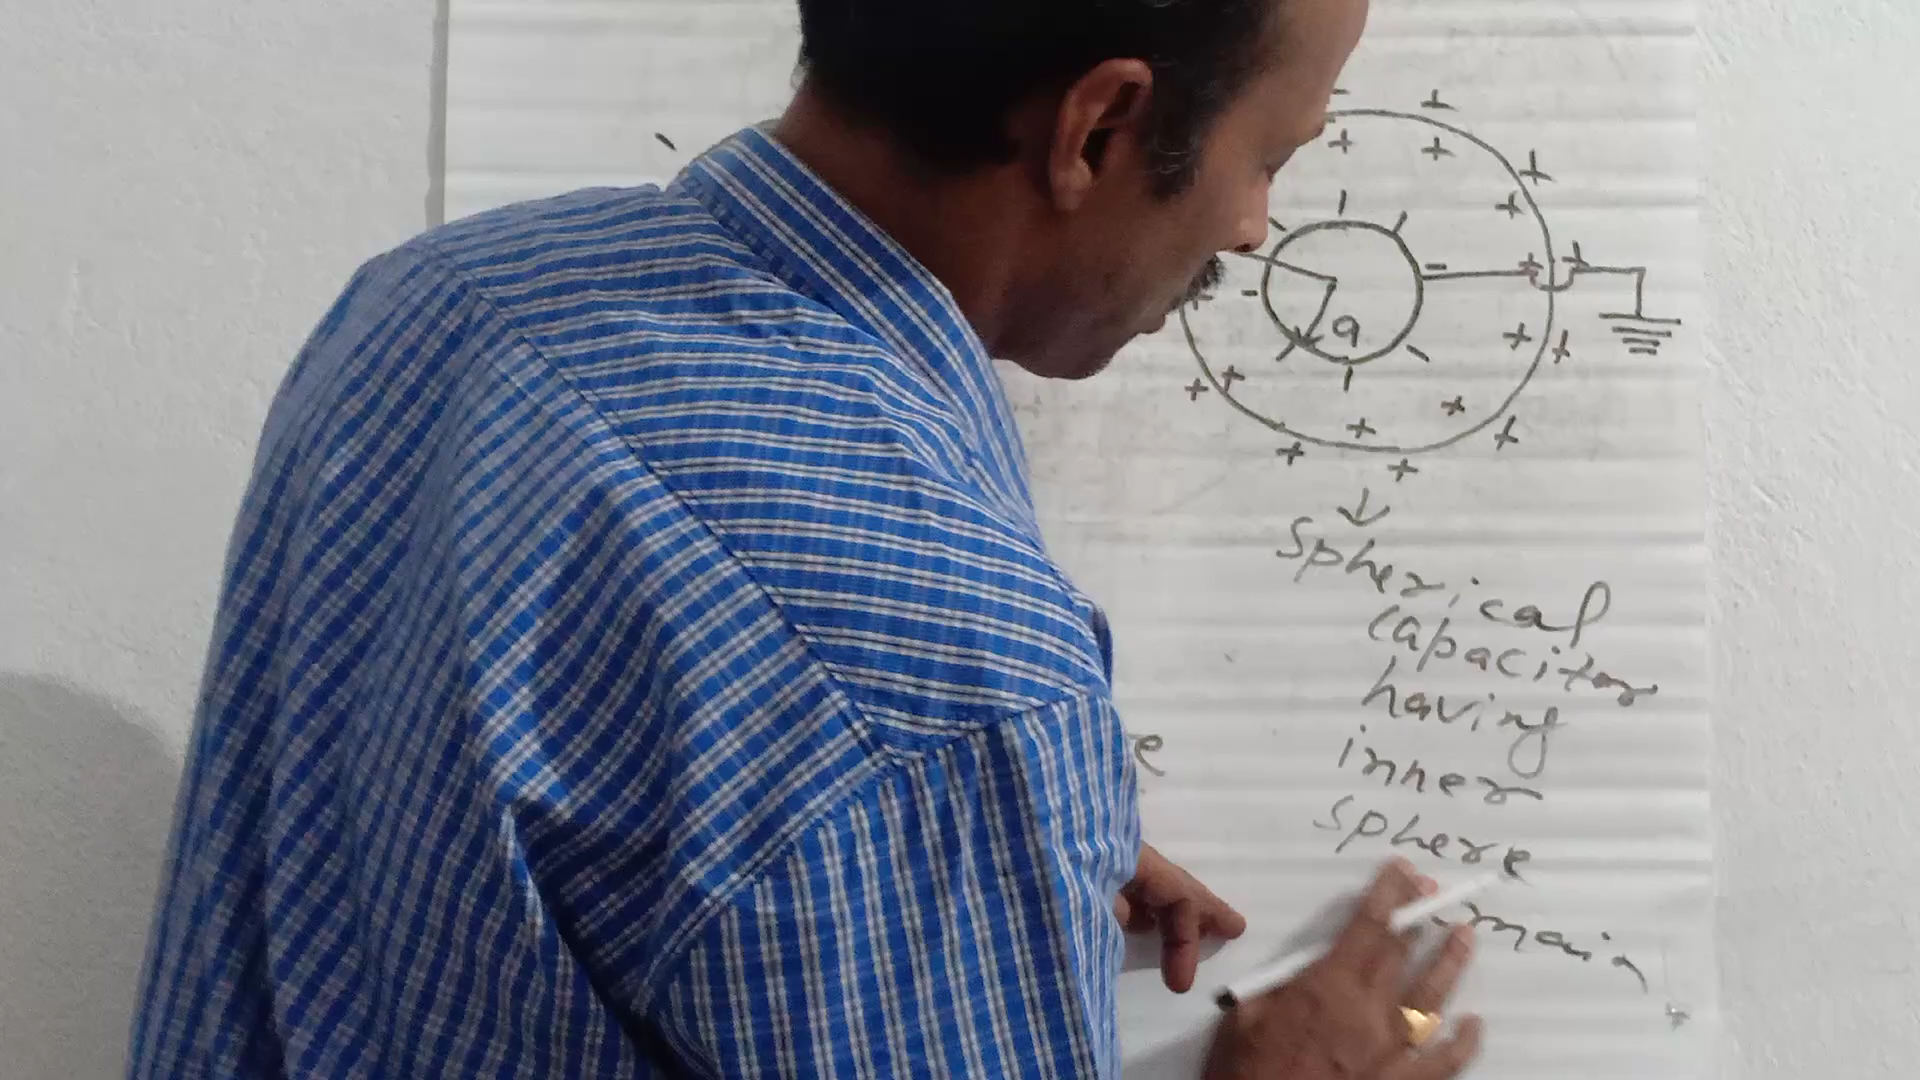 a
Spherical
capacitor
having
inner
sphere
e